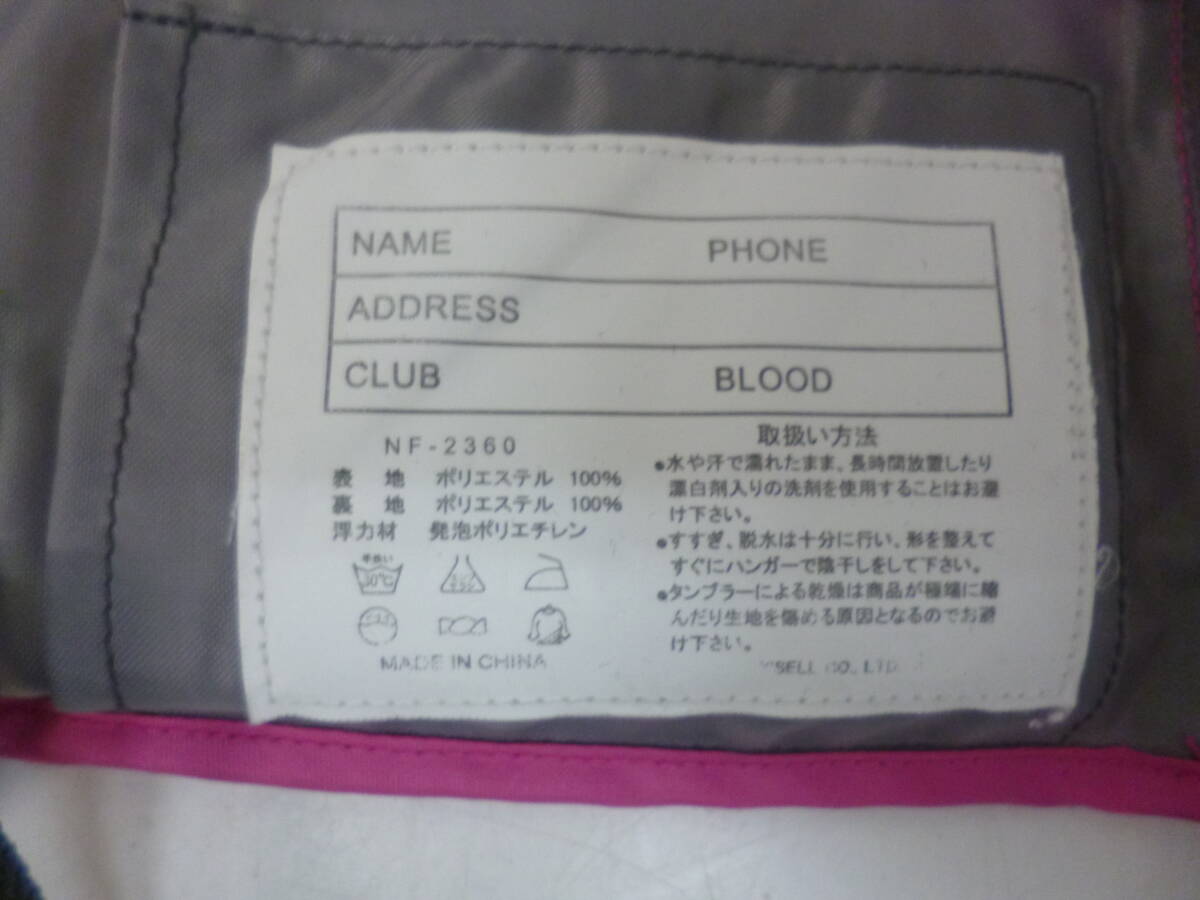 NAME PHONE
ADDRESS
CLUB BLOOD
NF-2360
表 地 ポリエステル 100%
裏 地 ポリエステル 100%
浮力材 発泡ポリエチレン
手洗い
30℃
MADE IN CHINA
取扱い方法
●水や汗で濡れたまま、長時間放置したり
漂白剤入りの洗剤を使用することはお避
け下さい。
●すすぎ、脱水は十分に行い、形を整えて
すぐにハンガーで陰干しをして下さい。
●タンブラーによる乾燥は商品が極端に縮
んだり生地を傷める原因となるのでお避
け下さい。
CO., LTD.